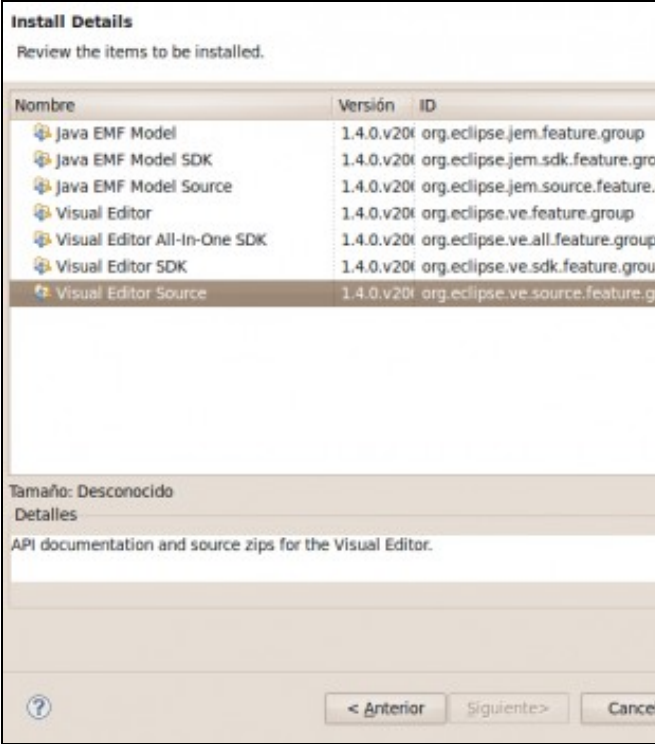 Install Details
Review the items to be installed.
Nombre Versión ID
Java EMF Model 1.4.0.v20 org.eclipse.jem.feature.group
Java EMF Model SDK 1.4.0.v20 org.eclipse.jem.sdk.feature.gro
Java EMF Model Source 1.4.0.v20 org.eclipse.jem.source.feature.
Visual Editor 1.4.0.v20 org.eclipse.ve.feature.group
Visual Editor All-In-One SDK 1.4.0.v20 org.eclipse.ve.all.feature.group
Visual Editor SDK 1.4.0.v20 org.eclipse.ve.sdk.feature.grou
Visual Editor Source 1.4.0.v20 org.eclipse.ve.source.feature.g
Tamaño: Desconocido
Detalles
API documentation and source zips for the Visual Editor.
? < Anterior Siguiente> Cance